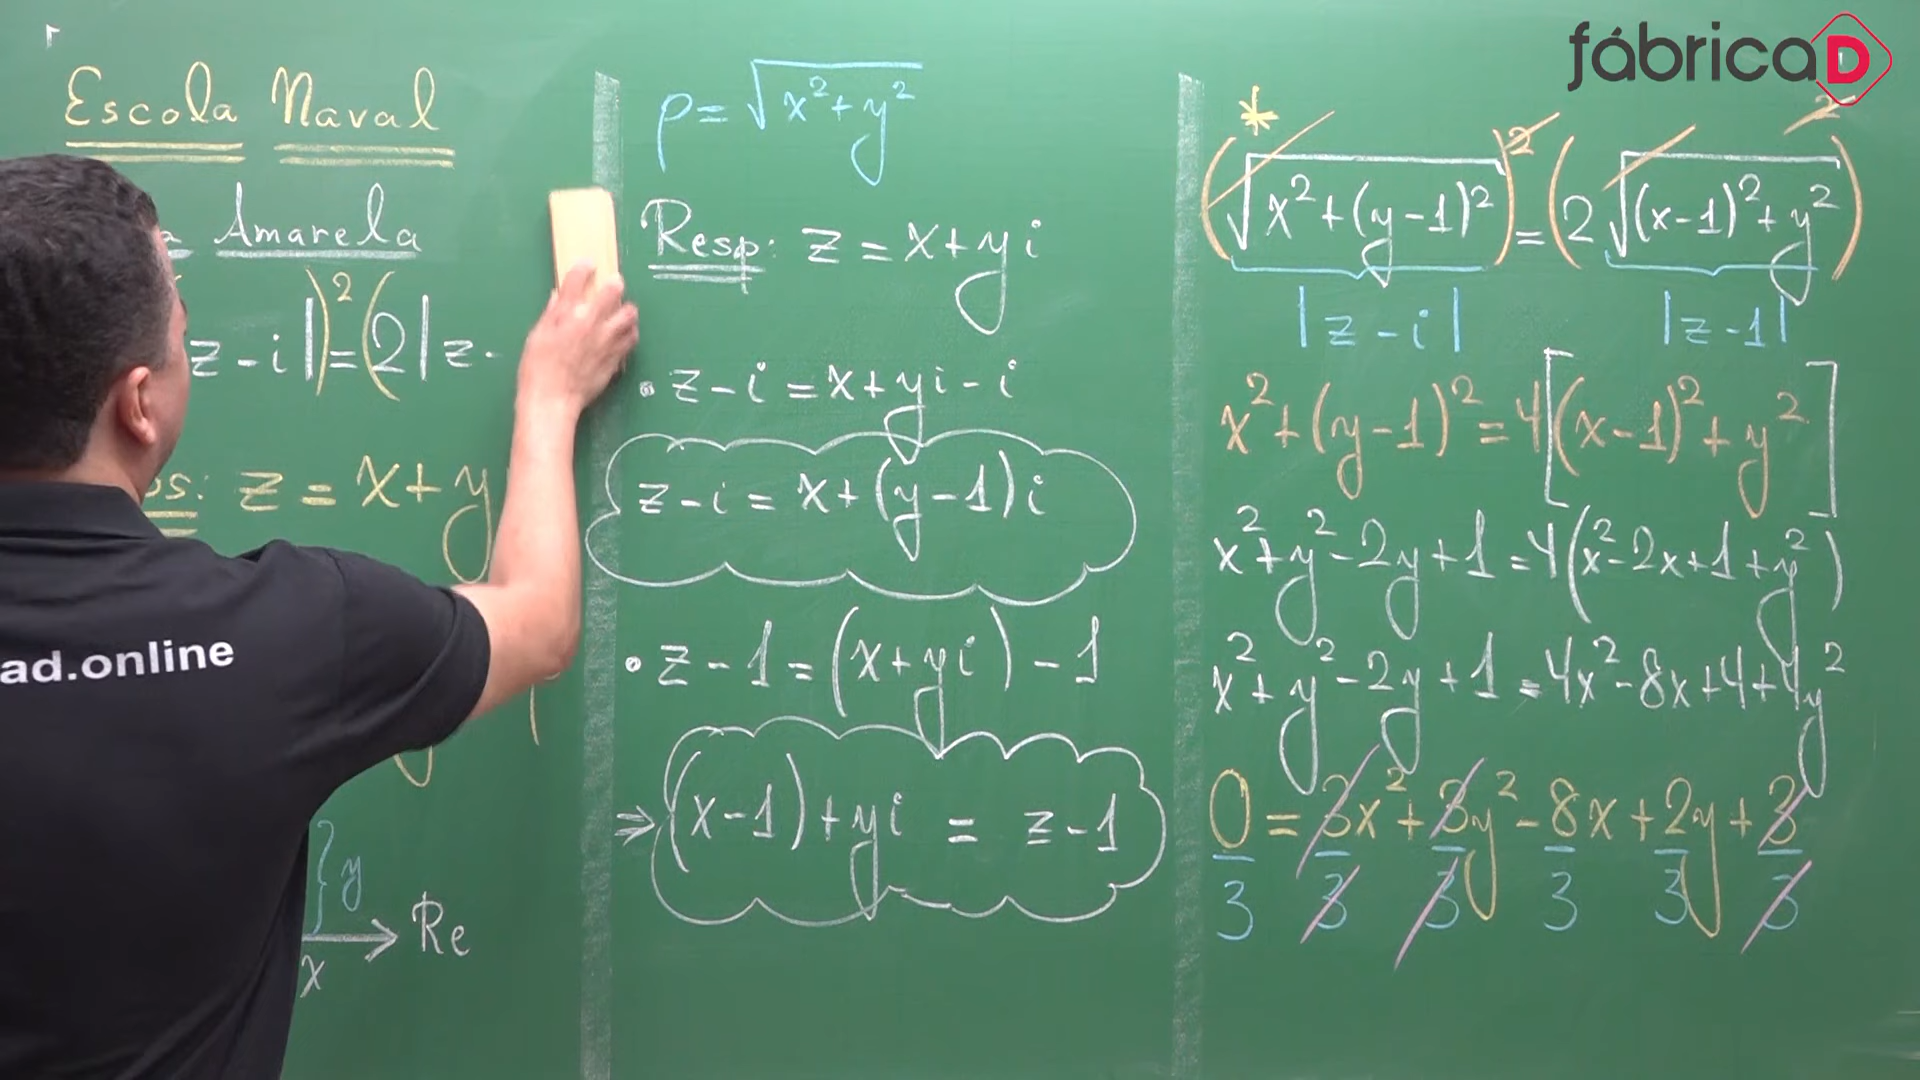 fábricaD
Escola Naval
a Amarela
z - i|)² = (2|z -
os: z = x + y
}y
Re
x
ad.online
ρ = √(x² + y²)
Resp: z = x + yi
• z - i = x + yi - i
z - i = x + (y - 1)i
• z - 1 = (x + yi) - 1
⇒ (x - 1) + yi = z - 1
*
(√(x² + (y - 1)²))² = (2√((x - 1)² + y²))²
|z - i| |z - 1|
x² + (y - 1)² = 4[(x - 1)² + y²]
x² + y² - 2y + 1 = 4(x² - 2x + 1 + y²)
x² + y² - 2y + 1 = 4x² - 8x + 4 + 4y²
0 = 3x² + 3y² - 8x + 2y + 3
3 3 3 3 3 3